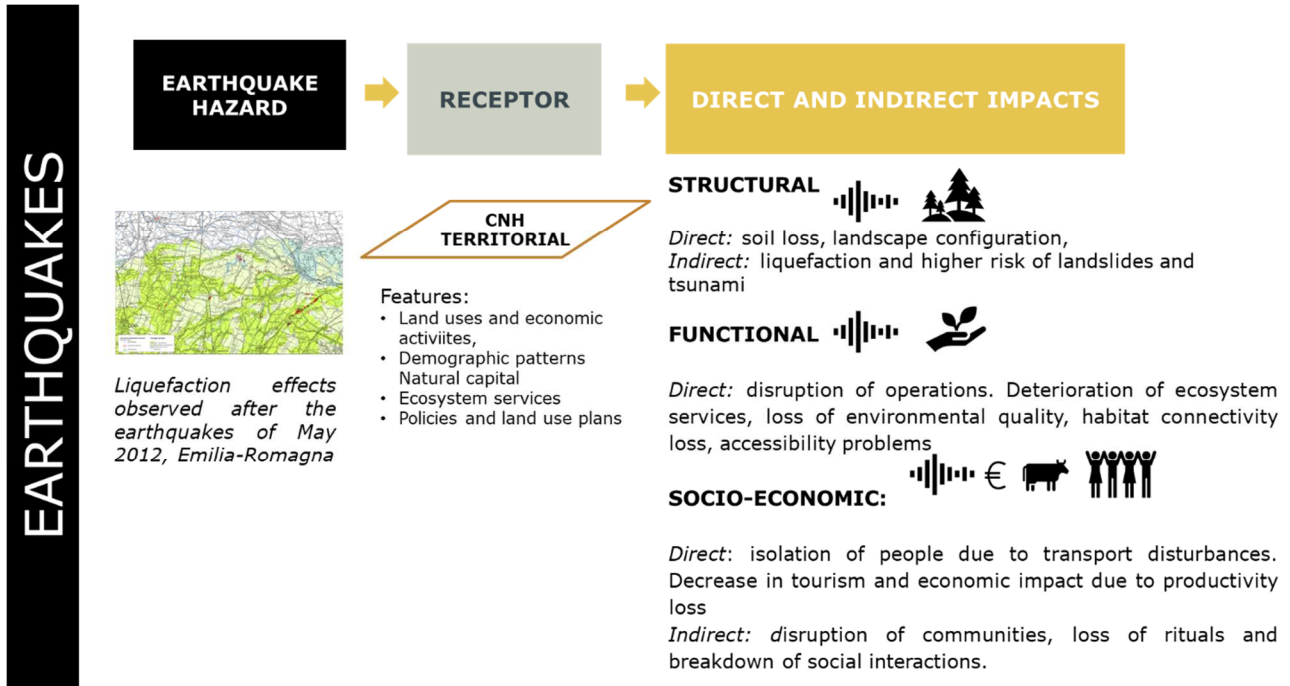 EARTHQUAKES
EARTHQUAKE
HAZARD
RECEPTOR
DIRECT AND INDIRECT IMPACTS
Liquefaction effects
observed after the
earthquakes of May
2012, Emilia-Romagna
CNH
TERRITORIAL
Features:
• Land uses and economic
activiites,
• Demographic patterns
Natural capital
• Ecosystem services
• Policies and land use plans
STRUCTURAL
Direct: soil loss, landscape configuration,
Indirect: liquefaction and higher risk of landslides and
tsunami
FUNCTIONAL
Direct: disruption of operations. Deterioration of ecosystem
services, loss of environmental quality, habitat connectivity
loss, accessibility problems
€
SOCIO-ECONOMIC:
Direct: isolation of people due to transport disturbances.
Decrease in tourism and economic impact due to productivity
loss
Indirect: disruption of communities, loss of rituals and
breakdown of social interactions.